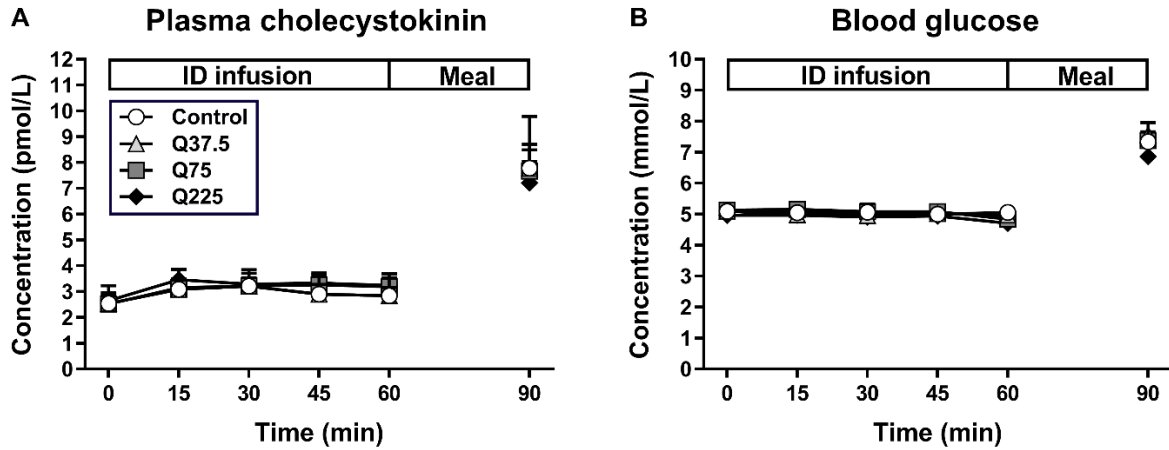 A
Plasma cholecystokinin
Concentration (pmol/L)
12
11
10
9
8
7
6
5
4
3
2
1
0
ID infusion
Meal
Control
Q37.5
Q75
Q225
0
15
30
45
60
90
Time (min)
B
Blood glucose
Concentration (mmol/L)
10
9
8
7
6
5
4
3
2
1
0
ID infusion
Meal
0
15
30
45
60
90
Time (min)